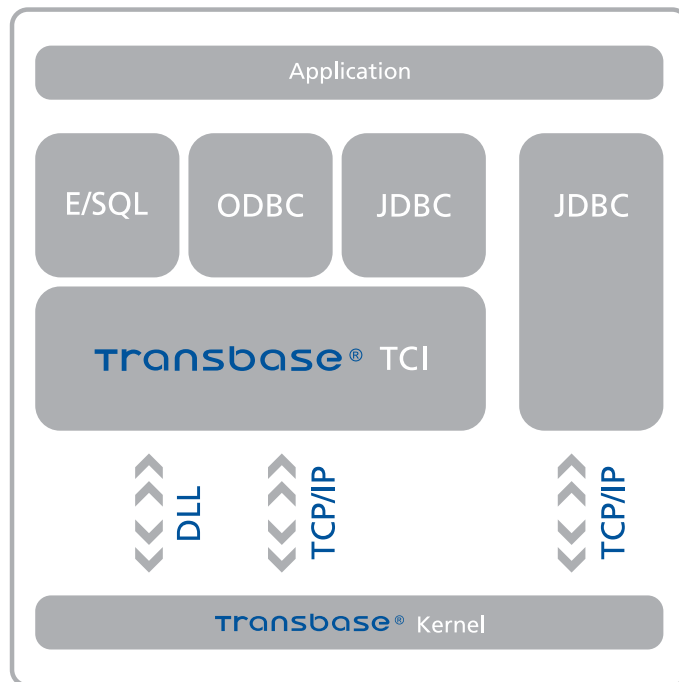 Application
E/SQL
ODBC
JDBC
JDBC
Transbase® TCI
DLL
TCP/IP
TCP/IP
Transbase® Kernel